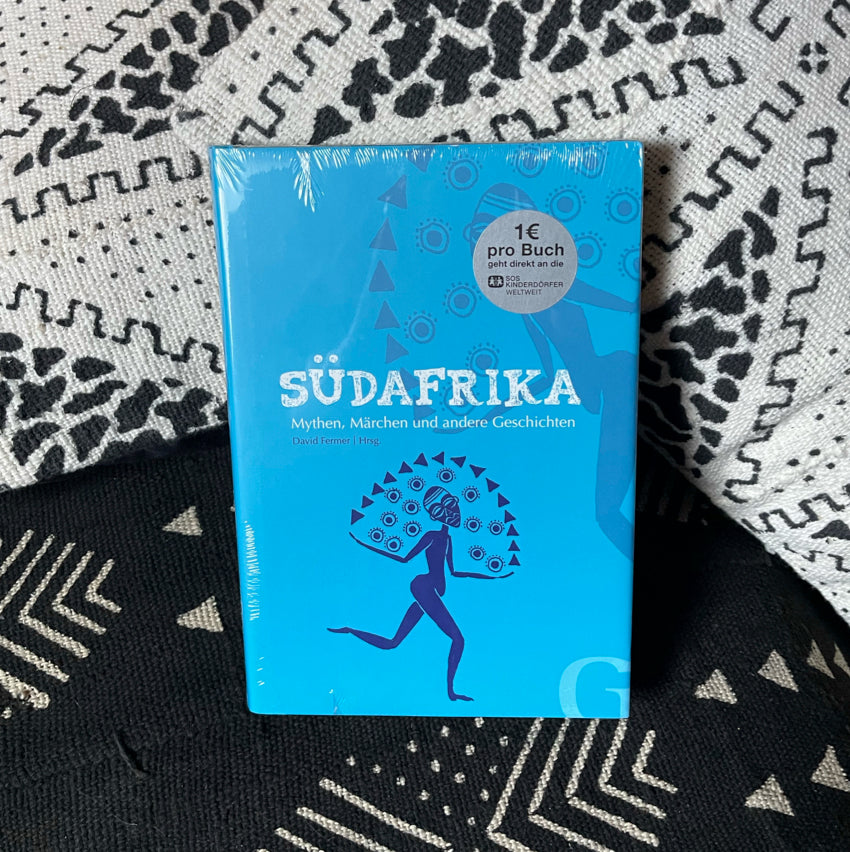 1€
pro Buch
geht direkt an die
SOS
KINDERDÖRFER
WELTWEIT
SÜDAFRIKA
Mythen, Märchen und andere Geschichten
David Fermer | Hrsg.
G